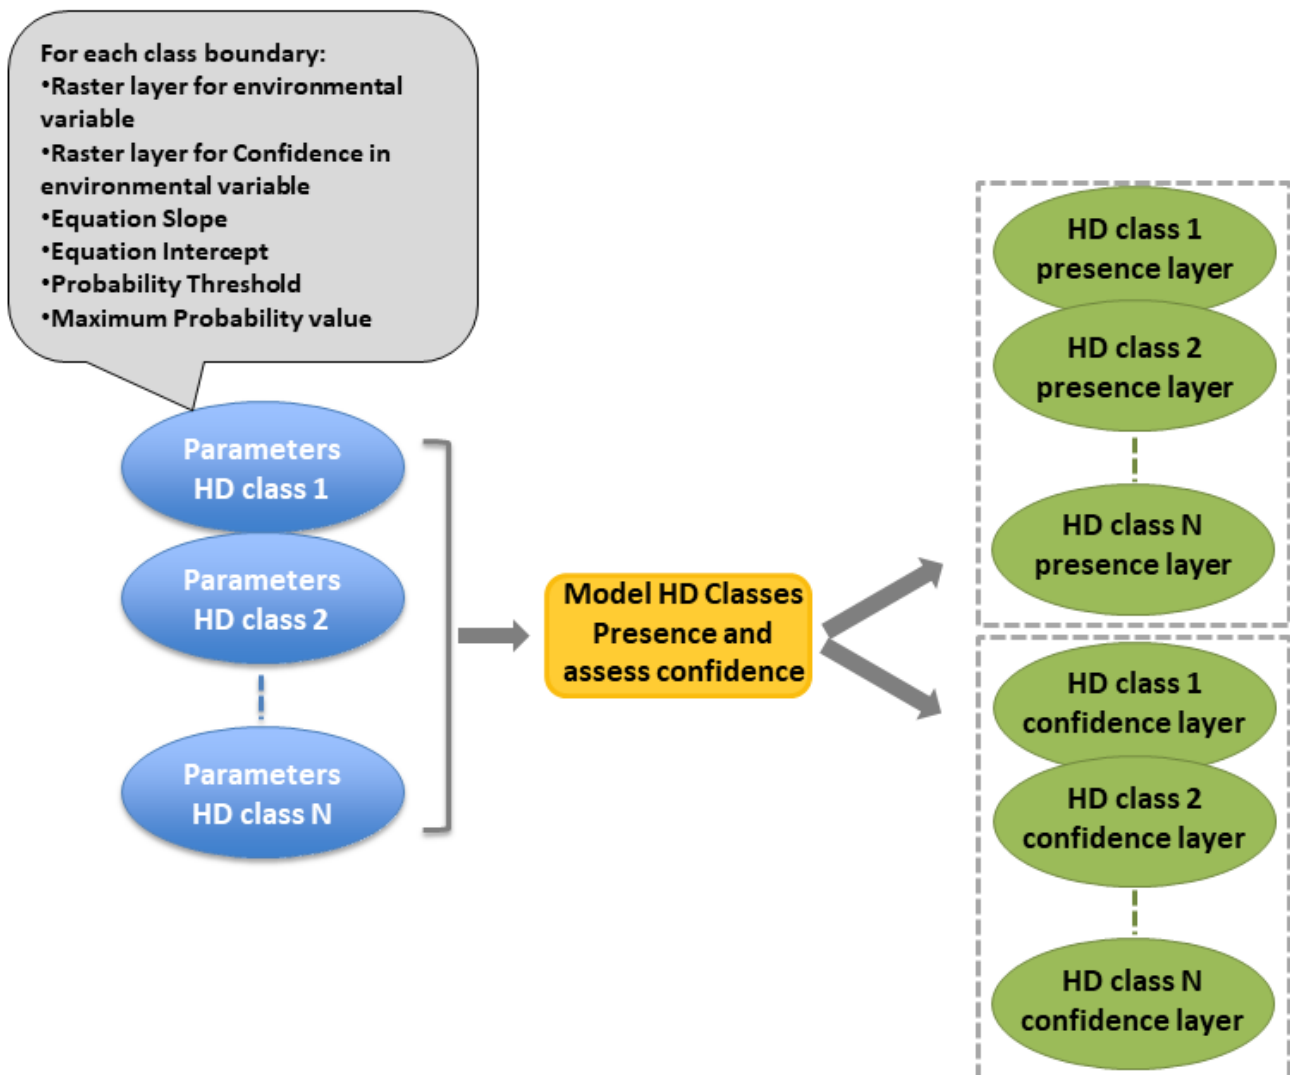 For each class boundary:
•Raster layer for environmental
variable
•Raster layer for Confidence in
environmental variable
•Equation Slope
•Equation Intercept
•Probability Threshold
•Maximum Probability value
Parameters
HD class 1
Parameters
HD class 2
Parameters
HD class N
Model HD Classes
Presence and
assess confidence
HD class 1
presence layer
HD class 2
presence layer
HD class N
presence layer
HD class 1
confidence layer
HD class 2
confidence layer
HD class N
confidence layer